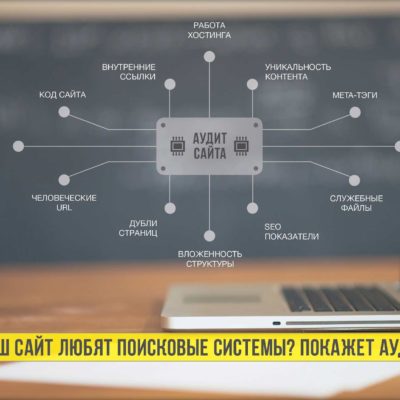 РАБОТА
ХОСТИНГА
ВНУТРЕННИЕ
ССЫЛКИ
УНИКАЛЬНОСТЬ
КОНТЕНТА
КОД САЙТА
МЕТА-ТЭГИ
АУДИТ
САЙТА
ЧЕЛОВЕЧЕСКИЕ
URL
СЛУЖЕБНЫЕ
ФАЙЛЫ
ДУБЛИ
СТРАНИЦ
SEO
ПОКАЗАТЕЛИ
ВЛОЖЕННОСТЬ
СТРУКТУРЫ
САЙТ ЛЮБЯТ ПОИСКОВЫЕ СИСТЕМЫ? ПОКАЖЕТ